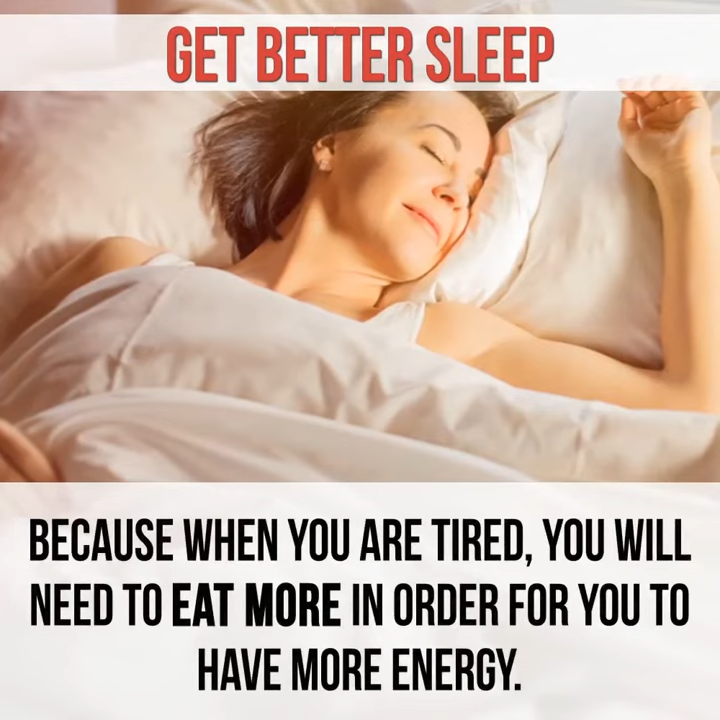 GET BETTER SLEEP
BECAUSE WHEN YOU ARE TIRED, YOU WILL
NEED TO EAT MORE IN ORDER FOR YOU TO
HAVE MORE ENERGY.